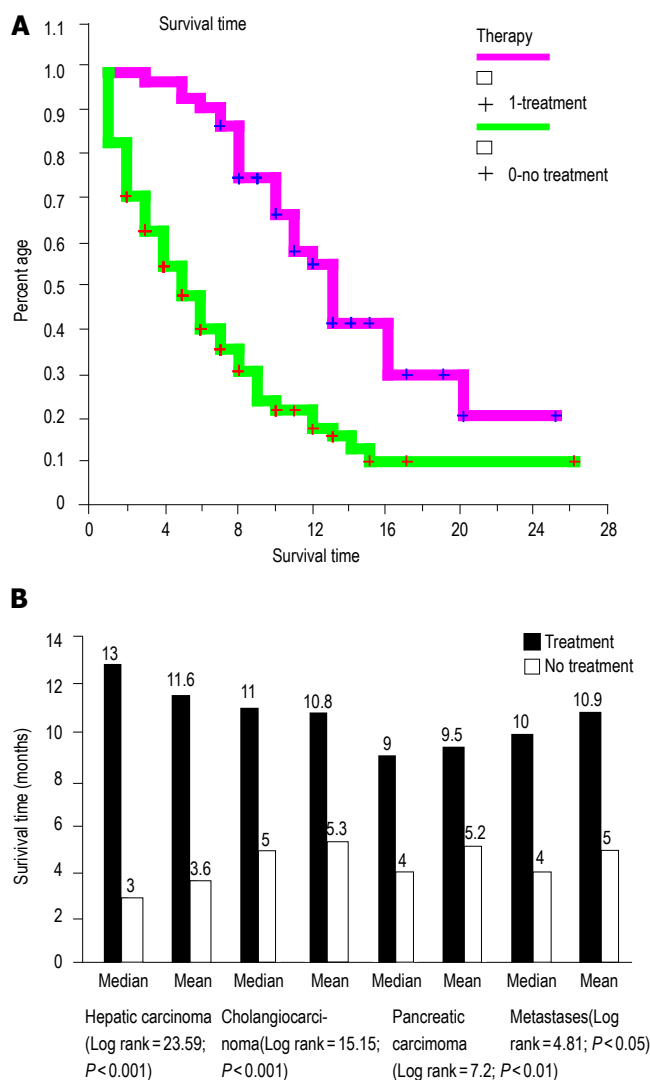 A
Survival time
1.1
1.0
0.9
0.8
0.7
0.6
0.5
0.4
0.3
0.2
0.1
0
Percent age
0 4 8 12 16 20 24 28
Survival time
Therapy
1-treatment
0-no treatment
B
14
12
10
8
6
4
2
0
Surivival time (months)
Treatment
No treatment
13 11.6 11 10.8 9 9.5 10 10.9
3 3.6 5 5.3 4 5.2 4 5
Median Mean Median Mean Median Mean Median Mean
Hepatic carcinoma
(Log rank = 23.59;
P < 0.001)
Cholangiocarci-
noma(Log rank = 15.15;
P < 0.001)
Pancreatic
carcimoma
(Log rank = 7.2; P < 0.01)
Metastases(Log
rank = 4.81; P < 0.05)